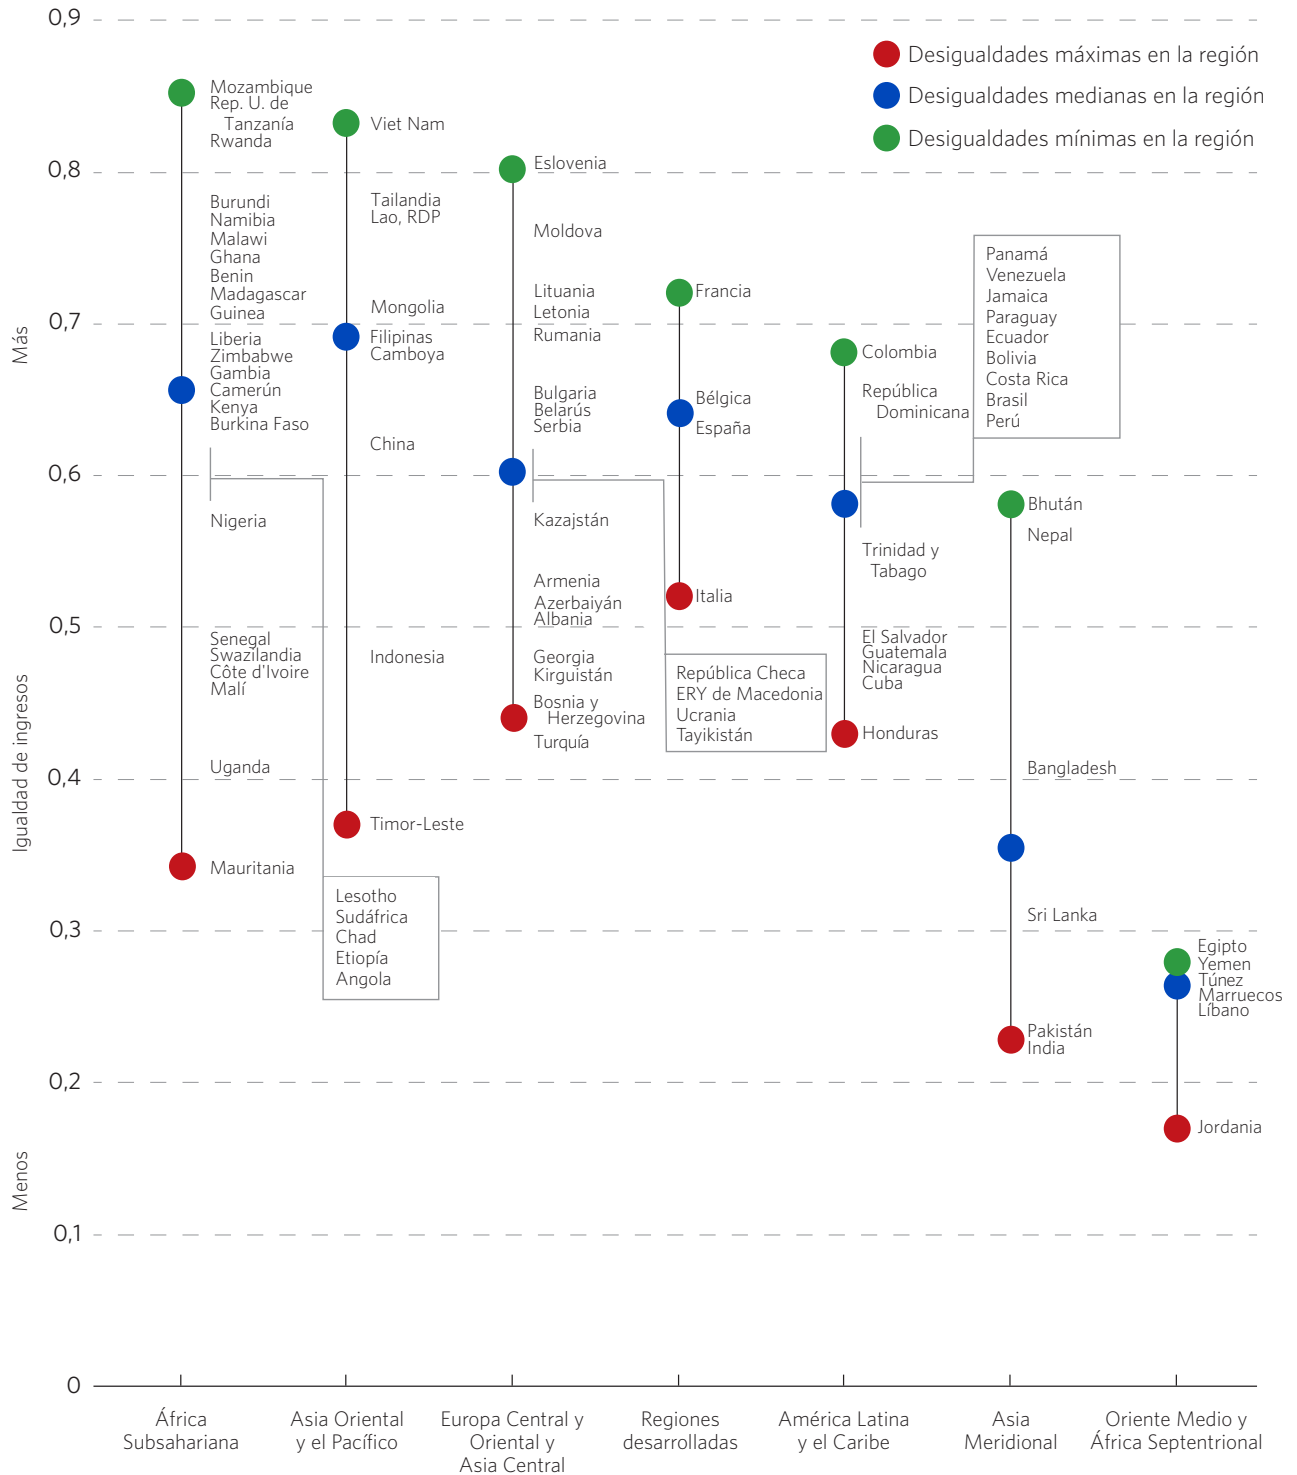 0,9
0,8
0,7
0,6
0,5
0,4
0,3
0,2
0,1
0
Más
Igualdad de ingresos
Menos
Desigualdades máximas en la región
Desigualdades medianas en la región
Desigualdades mínimas en la región
Mozambique
Rep. U. de
Tanzanía
Rwanda
Burundi
Namibia
Malawi
Ghana
Benin
Madagascar
Guinea
Liberia
Zimbabwe
Gambia
Camerún
Kenya
Burkina Faso
Nigeria
Senegal
Swazilandia
Côte d'Ivoire
Malí
Uganda
Mauritania
Lesotho
Sudáfrica
Chad
Etiopía
Angola
Viet Nam
Tailandia
Lao, RDP
Mongolia
Filipinas
Camboya
China
Indonesia
Timor-Leste
Eslovenia
Moldova
Lituania
Letonia
Rumania
Bulgaria
Belarús
Serbia
Kazajstán
Armenia
Azerbaiyán
Albania
Georgia
Kirguistán
Bosnia y
Herzegovina
Turquía
República Checa
ERY de Macedonia
Ucrania
Tayikistán
Francia
Bélgica
España
Italia
Colombia
República
Dominicana
Trinidad y
Tabago
El Salvador
Guatemala
Nicaragua
Cuba
Honduras
Panamá
Venezuela
Jamaica
Paraguay
Ecuador
Bolivia
Costa Rica
Brasil
Perú
Bhután
Nepal
Bangladesh
Sri Lanka
Pakistán
India
Egipto
Yemen
Túnez
Marruecos
Líbano
Jordania
África
Subsahariana
Asia Oriental
y el Pacífico
Europa Central y
Oriental y
Asia Central
Regiones
desarrolladas
América Latina
y el Caribe
Asia
Meridional
Oriente Medio y
África Septentrional